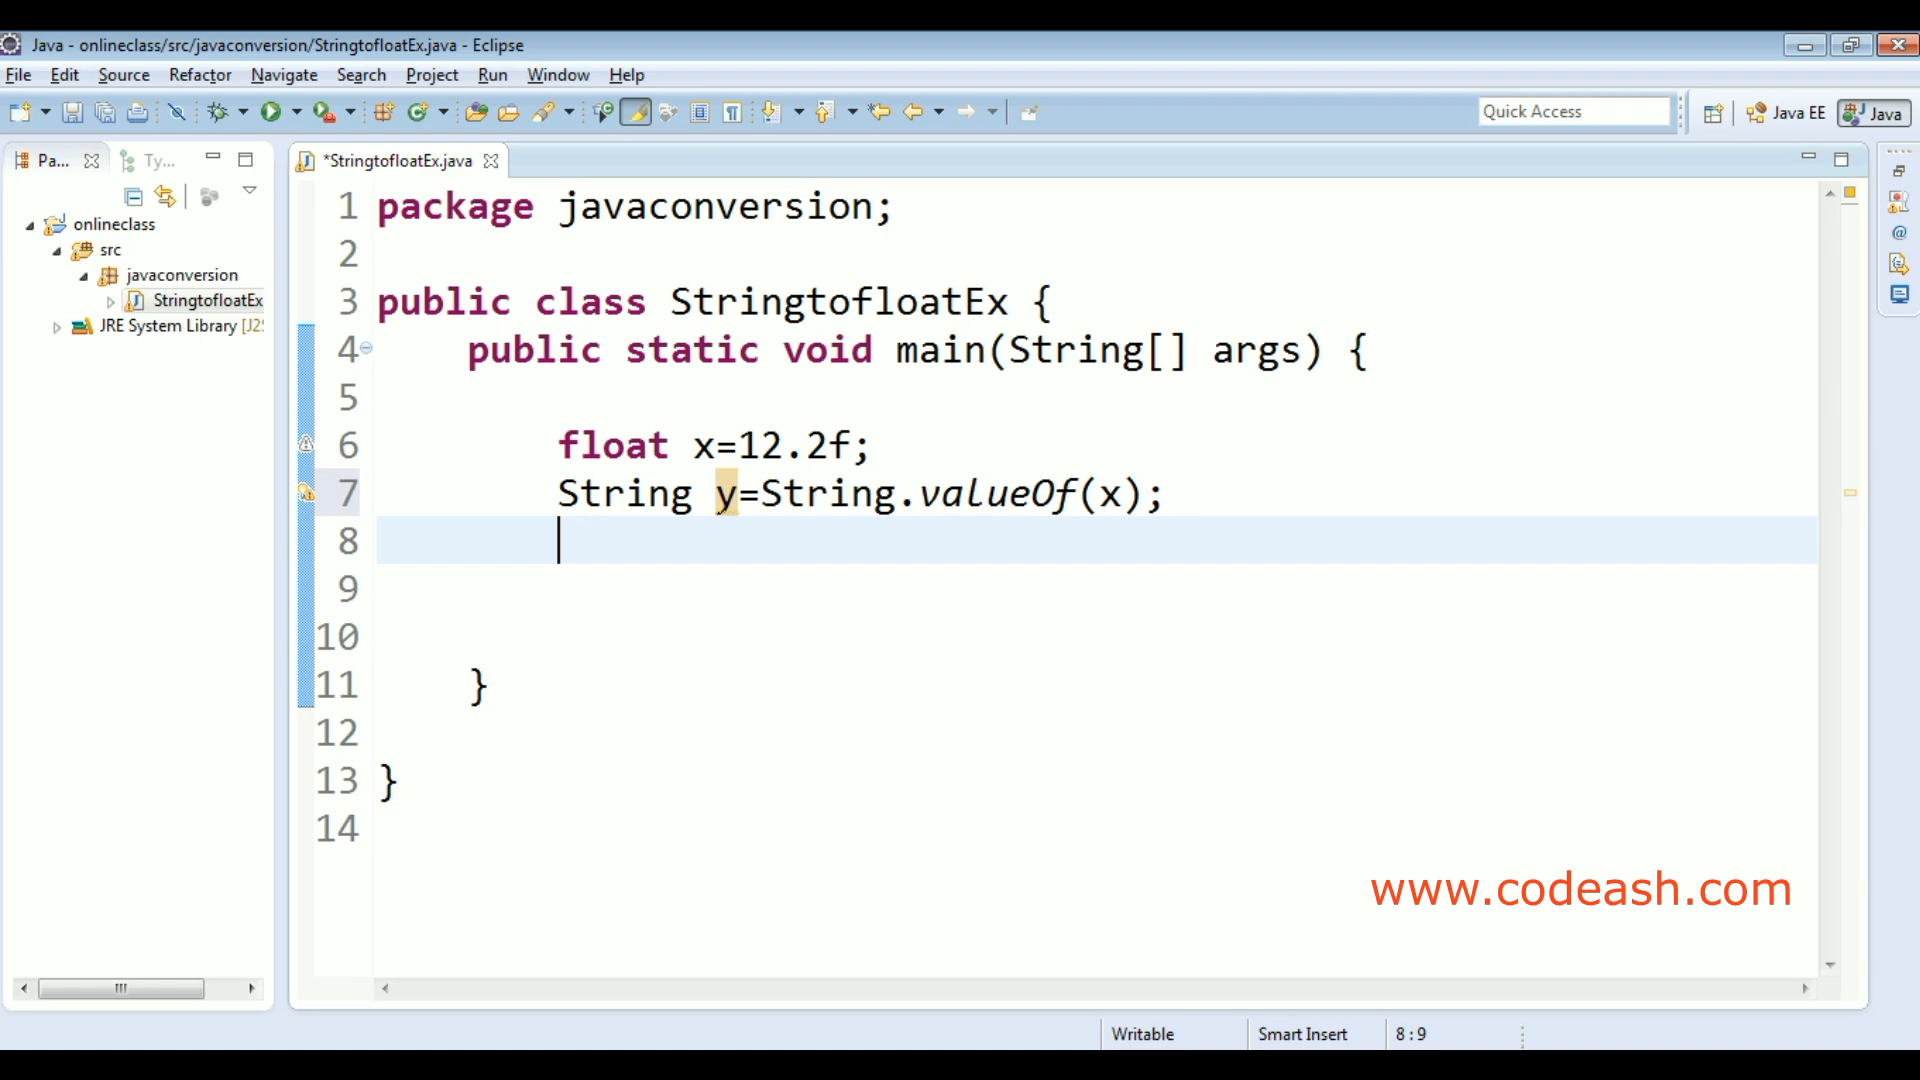 Java - onlineclass/src/javaconversion/StringtofloatEx.java - Eclipse
File Edit Source Refactor Navigate Search Project Run Window Help
Quick Access
Java EE
Java
Pa...
Ty...
*StringtofloatEx.java
onlineclass
src
javaconversion
StringtofloatEx
JRE System Library [J2S
1 package javaconversion;
2
3 public class StringtofloatEx {
4 public static void main(String[] args) {
5
6 float x=12.2f;
7 String y=String.valueOf(x);
8
9
10
11 }
12
13 }
14
www.codeash.com
Writable
Smart Insert
8 : 9